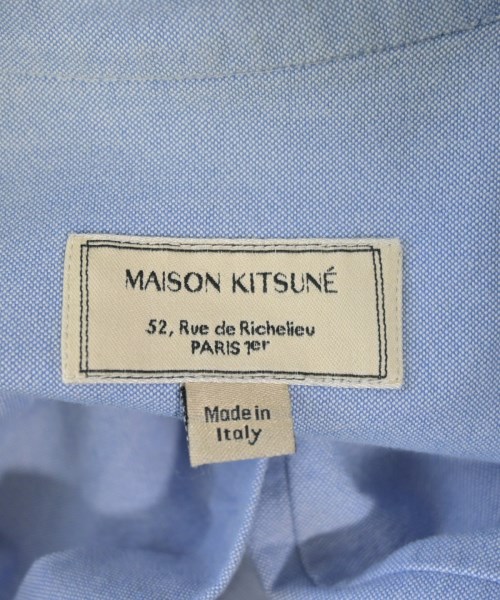 MAISON KITSUNÉ
52, Rue de Richelieu
PARIS 1er
Made in
Italy